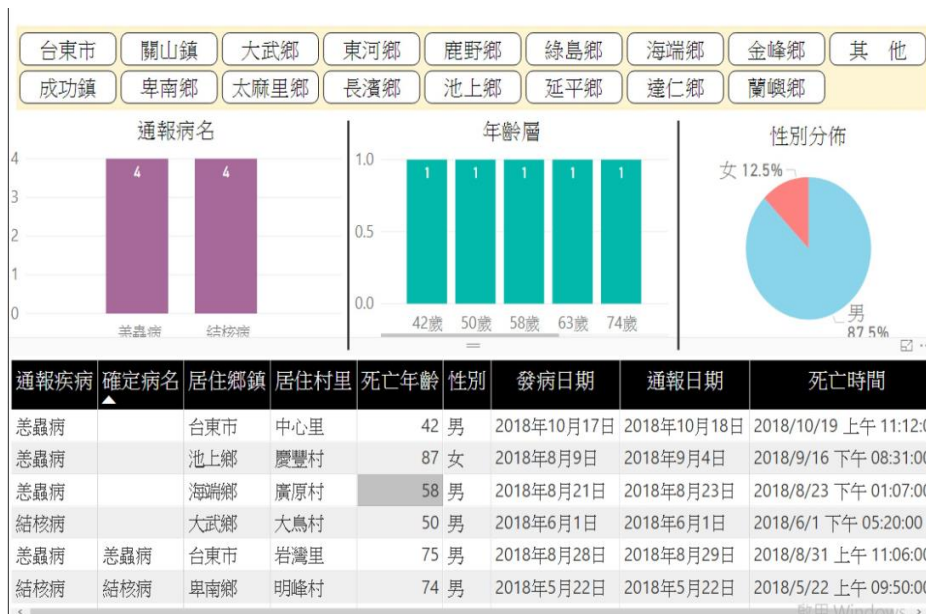 台東市 關山鎮 大武鄉 東河鄉 鹿野鄉 綠島鄉 海端鄉 金峰鄉 其 他
成功鎮 卑南鄉 太麻里鄉 長濱鄉 池上鄉 延平鄉 達仁鄉 蘭嶼鄉
通報病名
4
3
2
1
0
4 4
恙蟲病 結核病
年齡層
1.0
0.5
0.0
1 1 1 1 1
42歲 50歲 58歲 63歲 74歲
性別分佈
女 12.5%
男
87.5%
通報疾病 確定病名 居住鄉鎮 居住村里 死亡年齡 性別 發病日期 通報日期 死亡時間
恙蟲病 台東市 中心里 42 男 2018年10月17日 2018年10月18日 2018/10/19 上午 11:12:0
恙蟲病 池上鄉 慶豐村 87 女 2018年8月9日 2018年9月4日 2018/9/16 下午 08:31:00
恙蟲病 海端鄉 廣原村 58 男 2018年8月21日 2018年8月23日 2018/8/23 下午 01:07:00
結核病 大武鄉 大鳥村 50 男 2018年6月1日 2018年6月1日 2018/6/1 下午 05:20:00
恙蟲病 恙蟲病 台東市 岩灣里 75 男 2018年8月28日 2018年8月29日 2018/8/31 上午 11:06:00
結核病 結核病 卑南鄉 明峰村 74 男 2018年5月22日 2018年5月22日 2018/5/22 上午 09:50:00
啟用 Windows